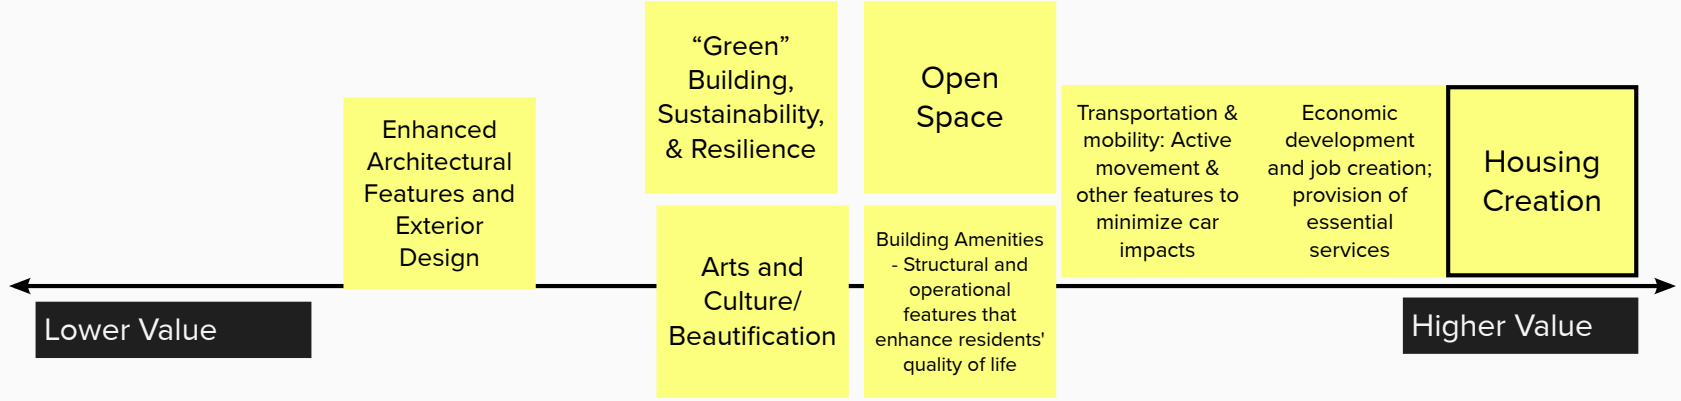 Enhanced
Architectural
Features and
Exterior
Design
“Green”
Building,
Sustainability,
& Resilience
Arts and
Culture/
Beautification
Open
Space
Building Amenities
- Structural and
operational
features that
enhance residents'
quality of life
Transportation &
mobility: Active
movement &
other features to
minimize car
impacts
Economic
development
and job creation;
provision of
essential
services
Housing
Creation
Lower Value
Higher Value